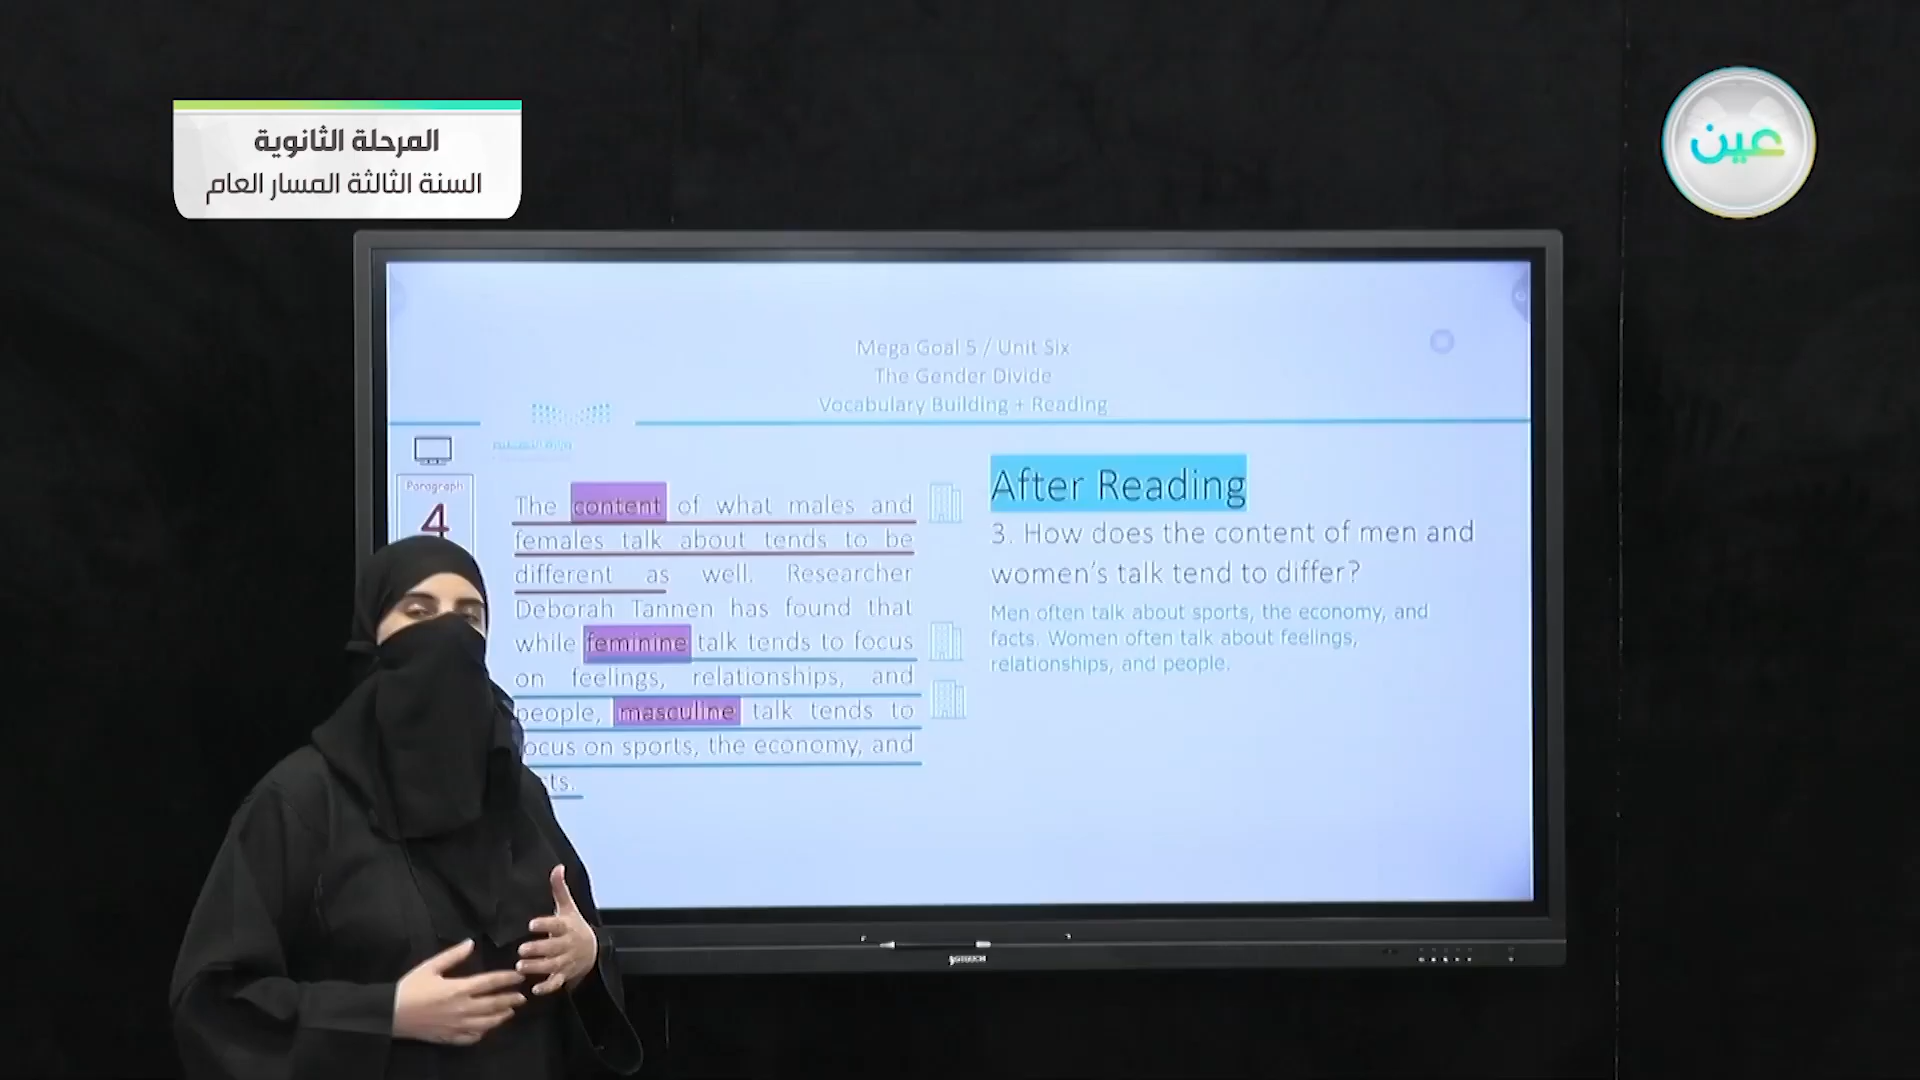 المرحلة الثانوية
السنة الثالثة المسار العام
عين
Mega Goal 5 / Unit Six
The Gender Divide
Vocabulary Building + Reading
Paragraph
4
The content of what males and
females talk about tends to be
different as well. Researcher
Deborah Tannen has found that
while feminine talk tends to focus
on feelings, relationships, and
people, masculine talk tends to
focus on sports, the economy, and
After Reading
3. How does the content of men and
women's talk tend to differ?
Men often talk about sports, the economy, and
facts. Women often talk about feelings,
relationships, and people.